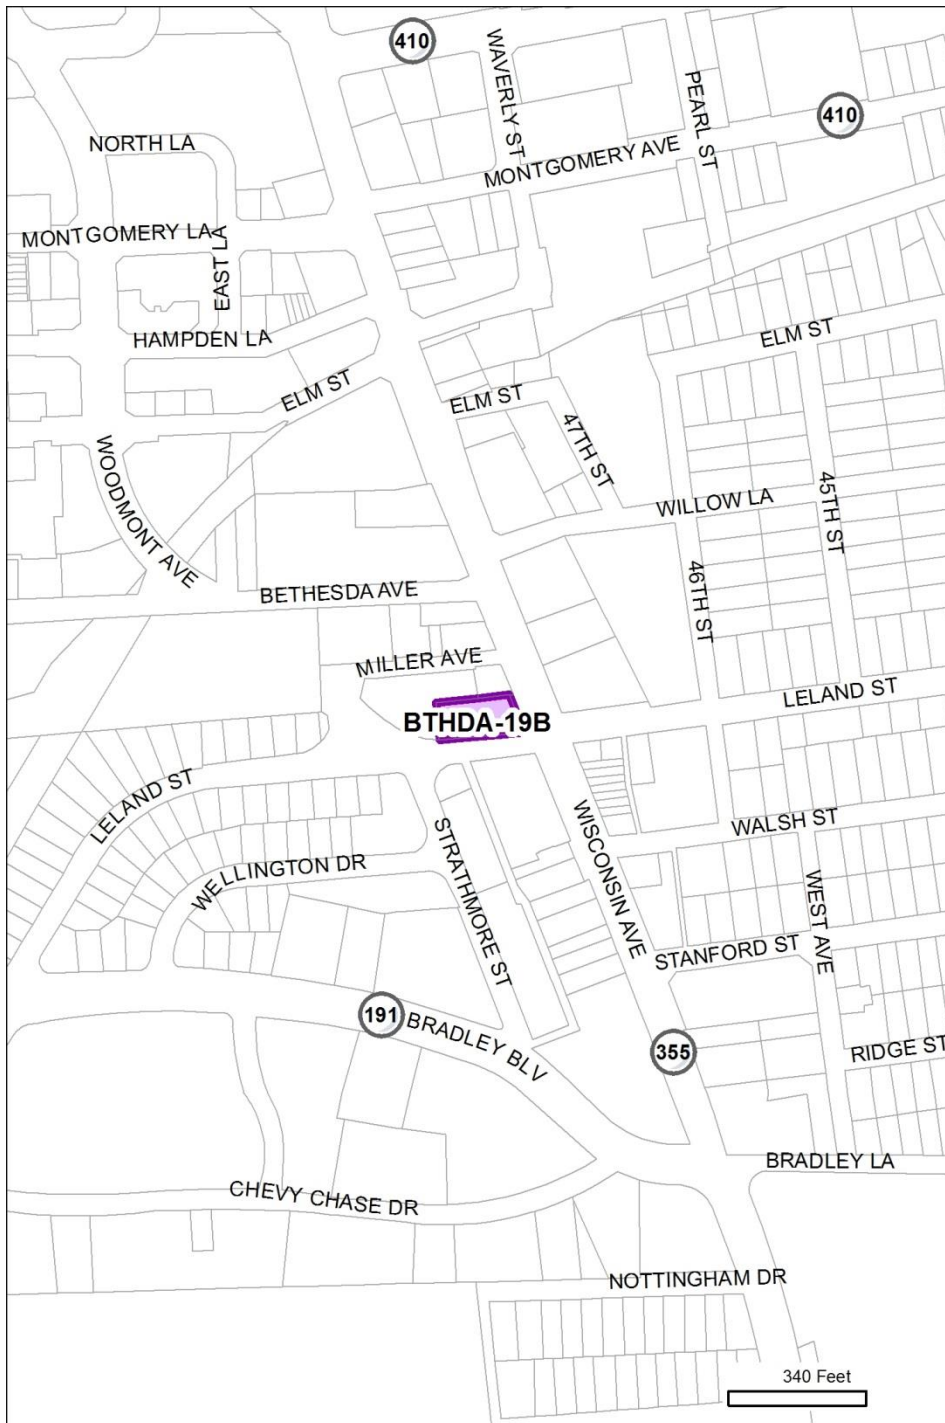 410
WAVERLY ST
PEARL ST
410
NORTH LA
MONTGOMERY AVE
MONTGOMERY LA
EAST LA
HAMPDEN LA
ELM ST
ELM ST
ELM ST
47TH ST
WOODMONT AVE
WILLOW LA
45TH ST
46TH ST
BETHESDA AVE
MILLER AVE
LELAND ST
BTHDA-19B
LELAND ST
WISCONSIN AVE
WALSH ST
STRATHMORE ST
WELLINGTON DR
WEST AVE
STANFORD ST
191
BRADLEY BLV
355
RIDGE ST
BRADLEY LA
CHEVY CHASE DR
NOTTINGHAM DR
340 Feet